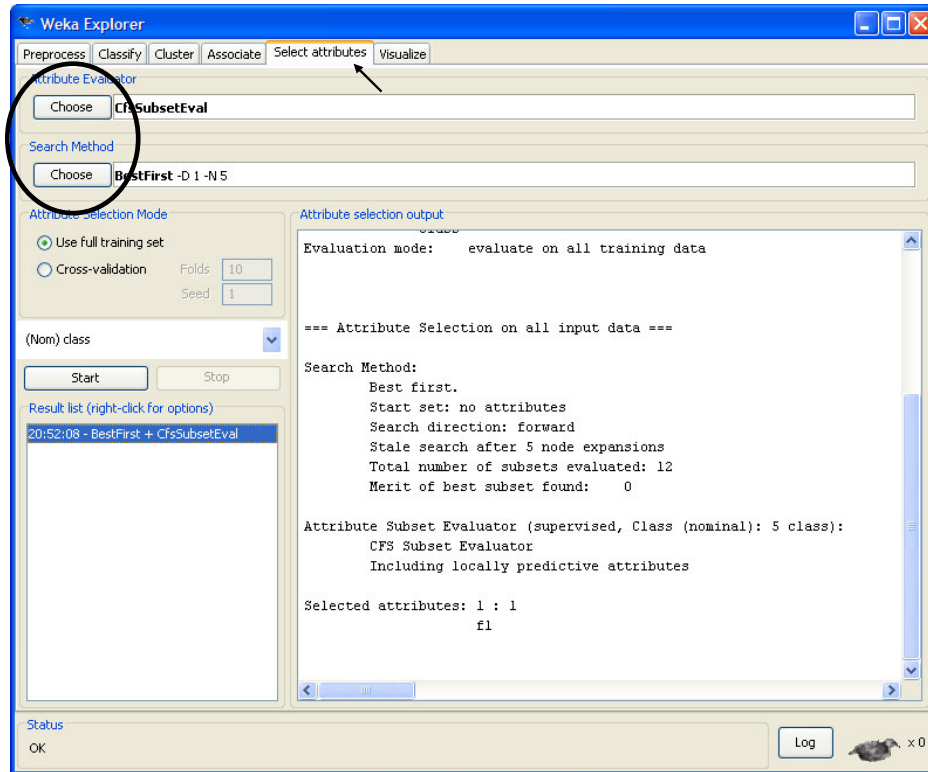 Weka Explorer
Preprocess Classify Cluster Associate Select attributes Visualize
Attribute Evaluator
Choose CfsSubsetEval
Search Method
Choose BestFirst -D 1 -N 5
Attribute Selection Mode
Use full training set
Cross-validation Folds 10
Seed 1
(Nom) class
Start Stop
Result list (right-click for options)
20:52:08 - BestFirst + CfsSubsetEval
Attribute selection output
class
Evaluation mode: evaluate on all training data
=== Attribute Selection on all input data ===
Search Method:
Best first.
Start set: no attributes
Search direction: forward
Stale search after 5 node expansions
Total number of subsets evaluated: 12
Merit of best subset found: 0
Attribute Subset Evaluator (supervised, Class (nominal): 5 class):
CFS Subset Evaluator
Including locally predictive attributes
Selected attributes: 1 : 1
f1
Status
OK
Log x 0